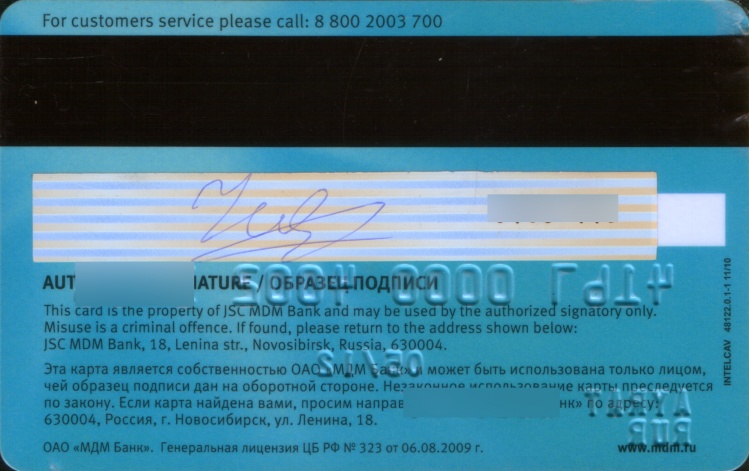 For customers service please call: 8 800 2003 700
ОБРАЗЕЦ ПОДПИСИ
This card is the property of JSC MDM Bank and may be used by the authorized signatory only.
Misuse is a criminal offence. If found, please return to the address shown below:
JSC MDM Bank, 18, Lenina str., Novosibirsk, Russia, 630004.
Эта карта является собственностью ОАО «МДМ Банк» и может быть использована только лицом,
чей образец подписи дан на оборотной стороне. Незаконное использование карты преследуется
по закону. Если карта найдена вами, просим по адресу:
630004, Россия, г. Новосибирск, ул. Ленина, 18.
ОАО «МДМ Банк». Генеральная лицензия ЦБ РФ № 323 от 06.08.2009 г.
www.mdm.ru
INTELCAV 48122.0.1-1 11/10